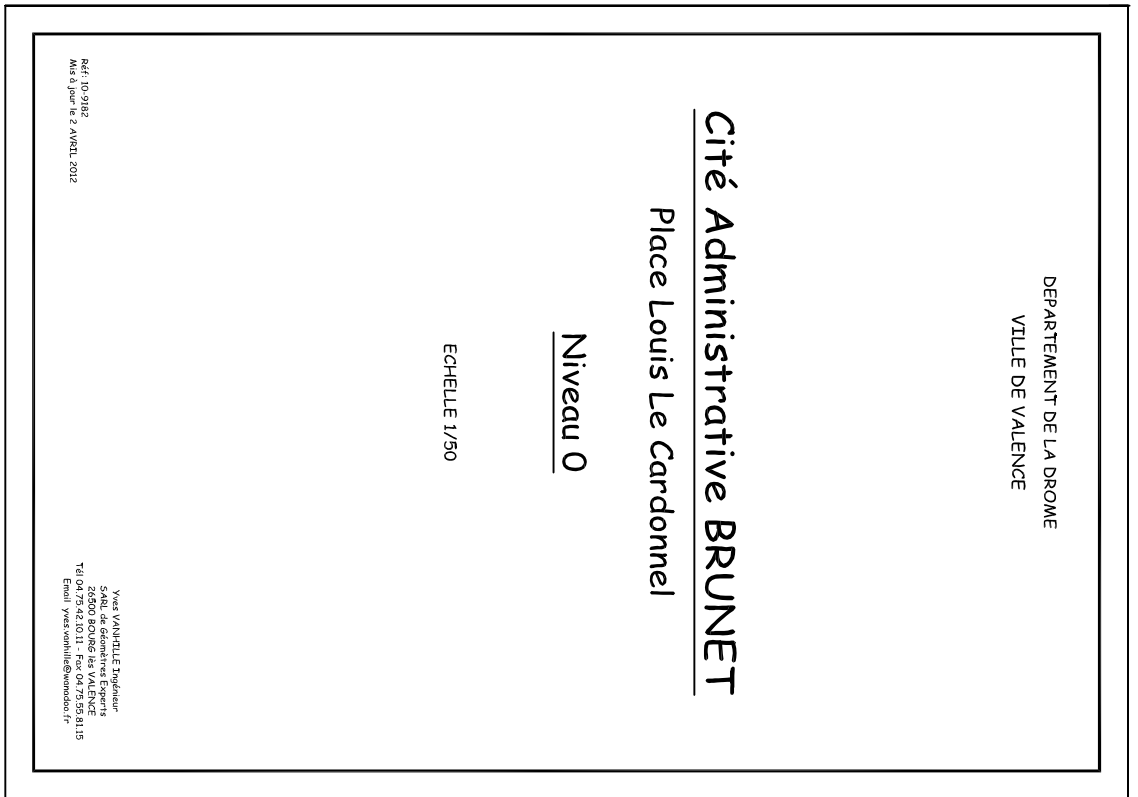 DEPARTEMENT DE LA DROME
VILLE DE VALENCE
Cité Administrative BRUNET
Place Louis Le Cardonnel
Niveau 0
ECHELLE 1/50
Réf: 10-9182
Mis à jour le 2 AVRIL 2012
Yves VANHILLE Ingénieur
SARL de Géomètres Experts
26500 BOURG lès VALENCE
Tél 04.75.42.10.11 - Fax 04.75.55.81.15
Email yves.vanhille@wanadoo.fr